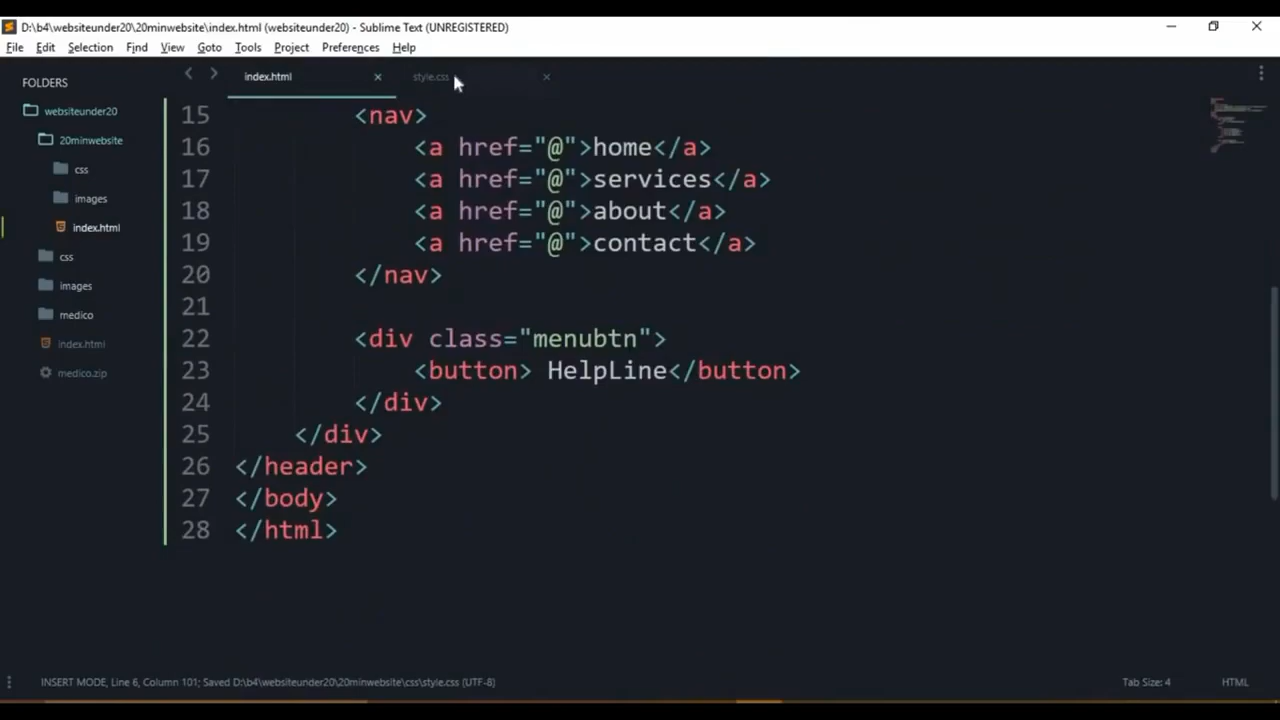 D:\b4\websiteunder20\20minwebsite\index.html (websiteunder20) - Sublime Text (UNREGISTERED)
File Edit Selection Find View Goto Tools Project Preferences Help
FOLDERS
websiteunder20
20minwebsite
css
images
index.html
css
images
medico
index.html
medico.zip
index.html style.css
15 <nav>
16 <a href="@">home</a>
17 <a href="@">services</a>
18 <a href="@">about</a>
19 <a href="@">contact</a>
20 </nav>
21
22 <div class="menubtn">
23 <button> HelpLine</button>
24 </div>
25 </div>
26 </header>
27 </body>
28 </html>
INSERT MODE, Line 6, Column 101; Saved D:\b4\websiteunder20\20minwebsite\css\style.css (UTF-8) Tab Size: 4 HTML